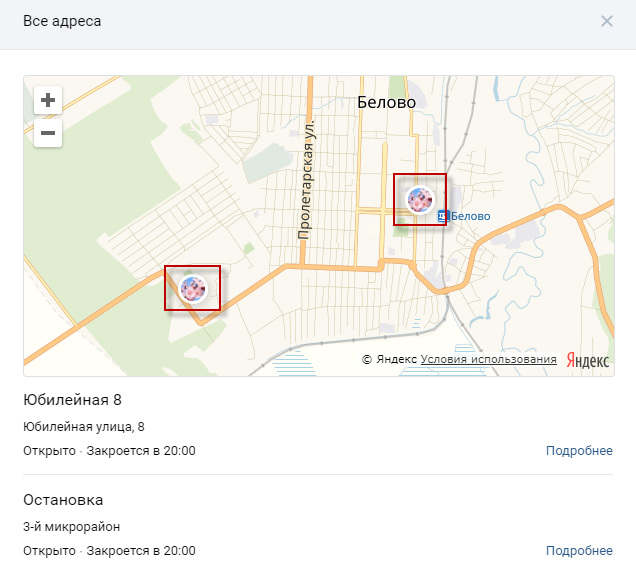 Все адреса
Белово
Пролетарская ул.
Белово
© Яндекс Условия использования Яндекс
Юбилейная 8
Юбилейная улица, 8
Открыто · Закроется в 20:00 Подробнее
Остановка
3-й микрорайон
Открыто · Закроется в 20:00 Подробнее